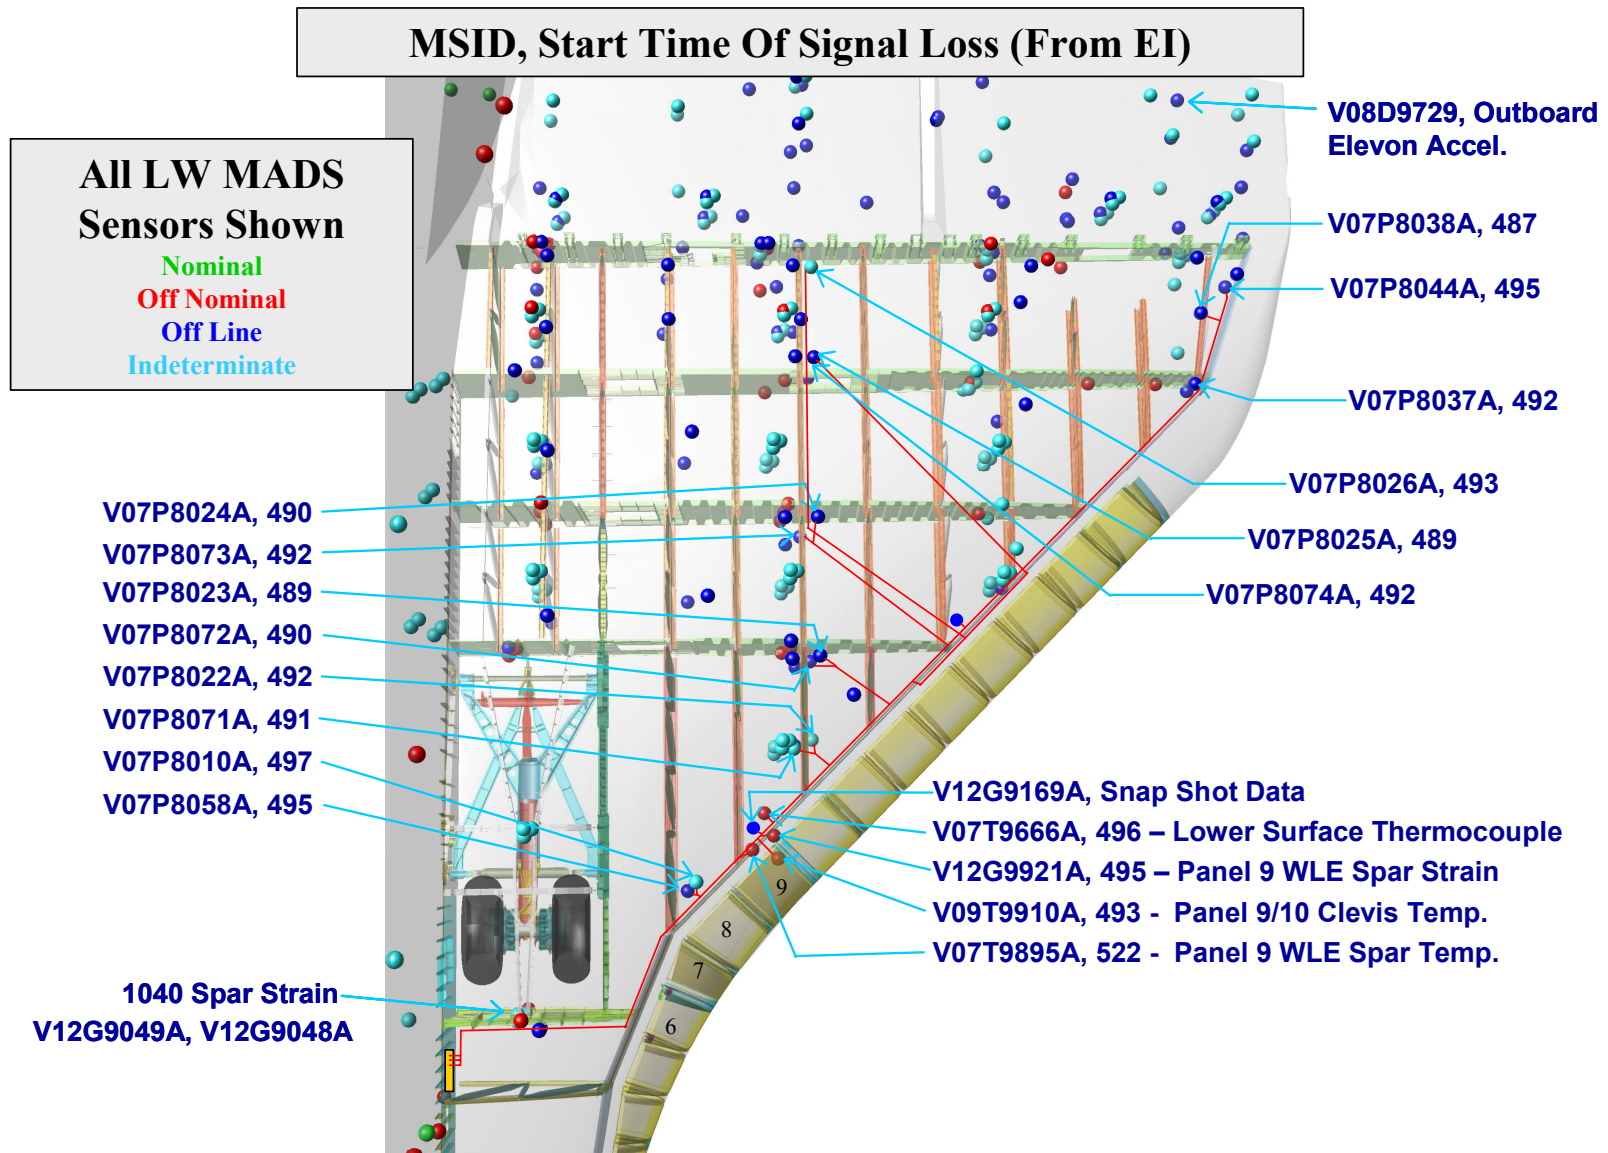 MSID, Start Time Of Signal Loss (From EI)
All LW MADS
Sensors Shown
Nominal
Off Nominal
Off Line
Indeterminate
V08D9729, Outboard
Elevon Accel.
V07P8038A, 487
V07P8044A, 495
V07P8037A, 492
V07P8026A, 493
V07P8025A, 489
V07P8074A, 492
V07P8024A, 490
V07P8073A, 492
V07P8023A, 489
V07P8072A, 490
V07P8022A, 492
V07P8071A, 491
V07P8010A, 497
V07P8058A, 495
V12G9169A, Snap Shot Data
V07T9666A, 496 – Lower Surface Thermocouple
V12G9921A, 495 – Panel 9 WLE Spar Strain
V09T9910A, 493 - Panel 9/10 Clevis Temp.
V07T9895A, 522 - Panel 9 WLE Spar Temp.
9
8
7
6
1040 Spar Strain
V12G9049A, V12G9048A